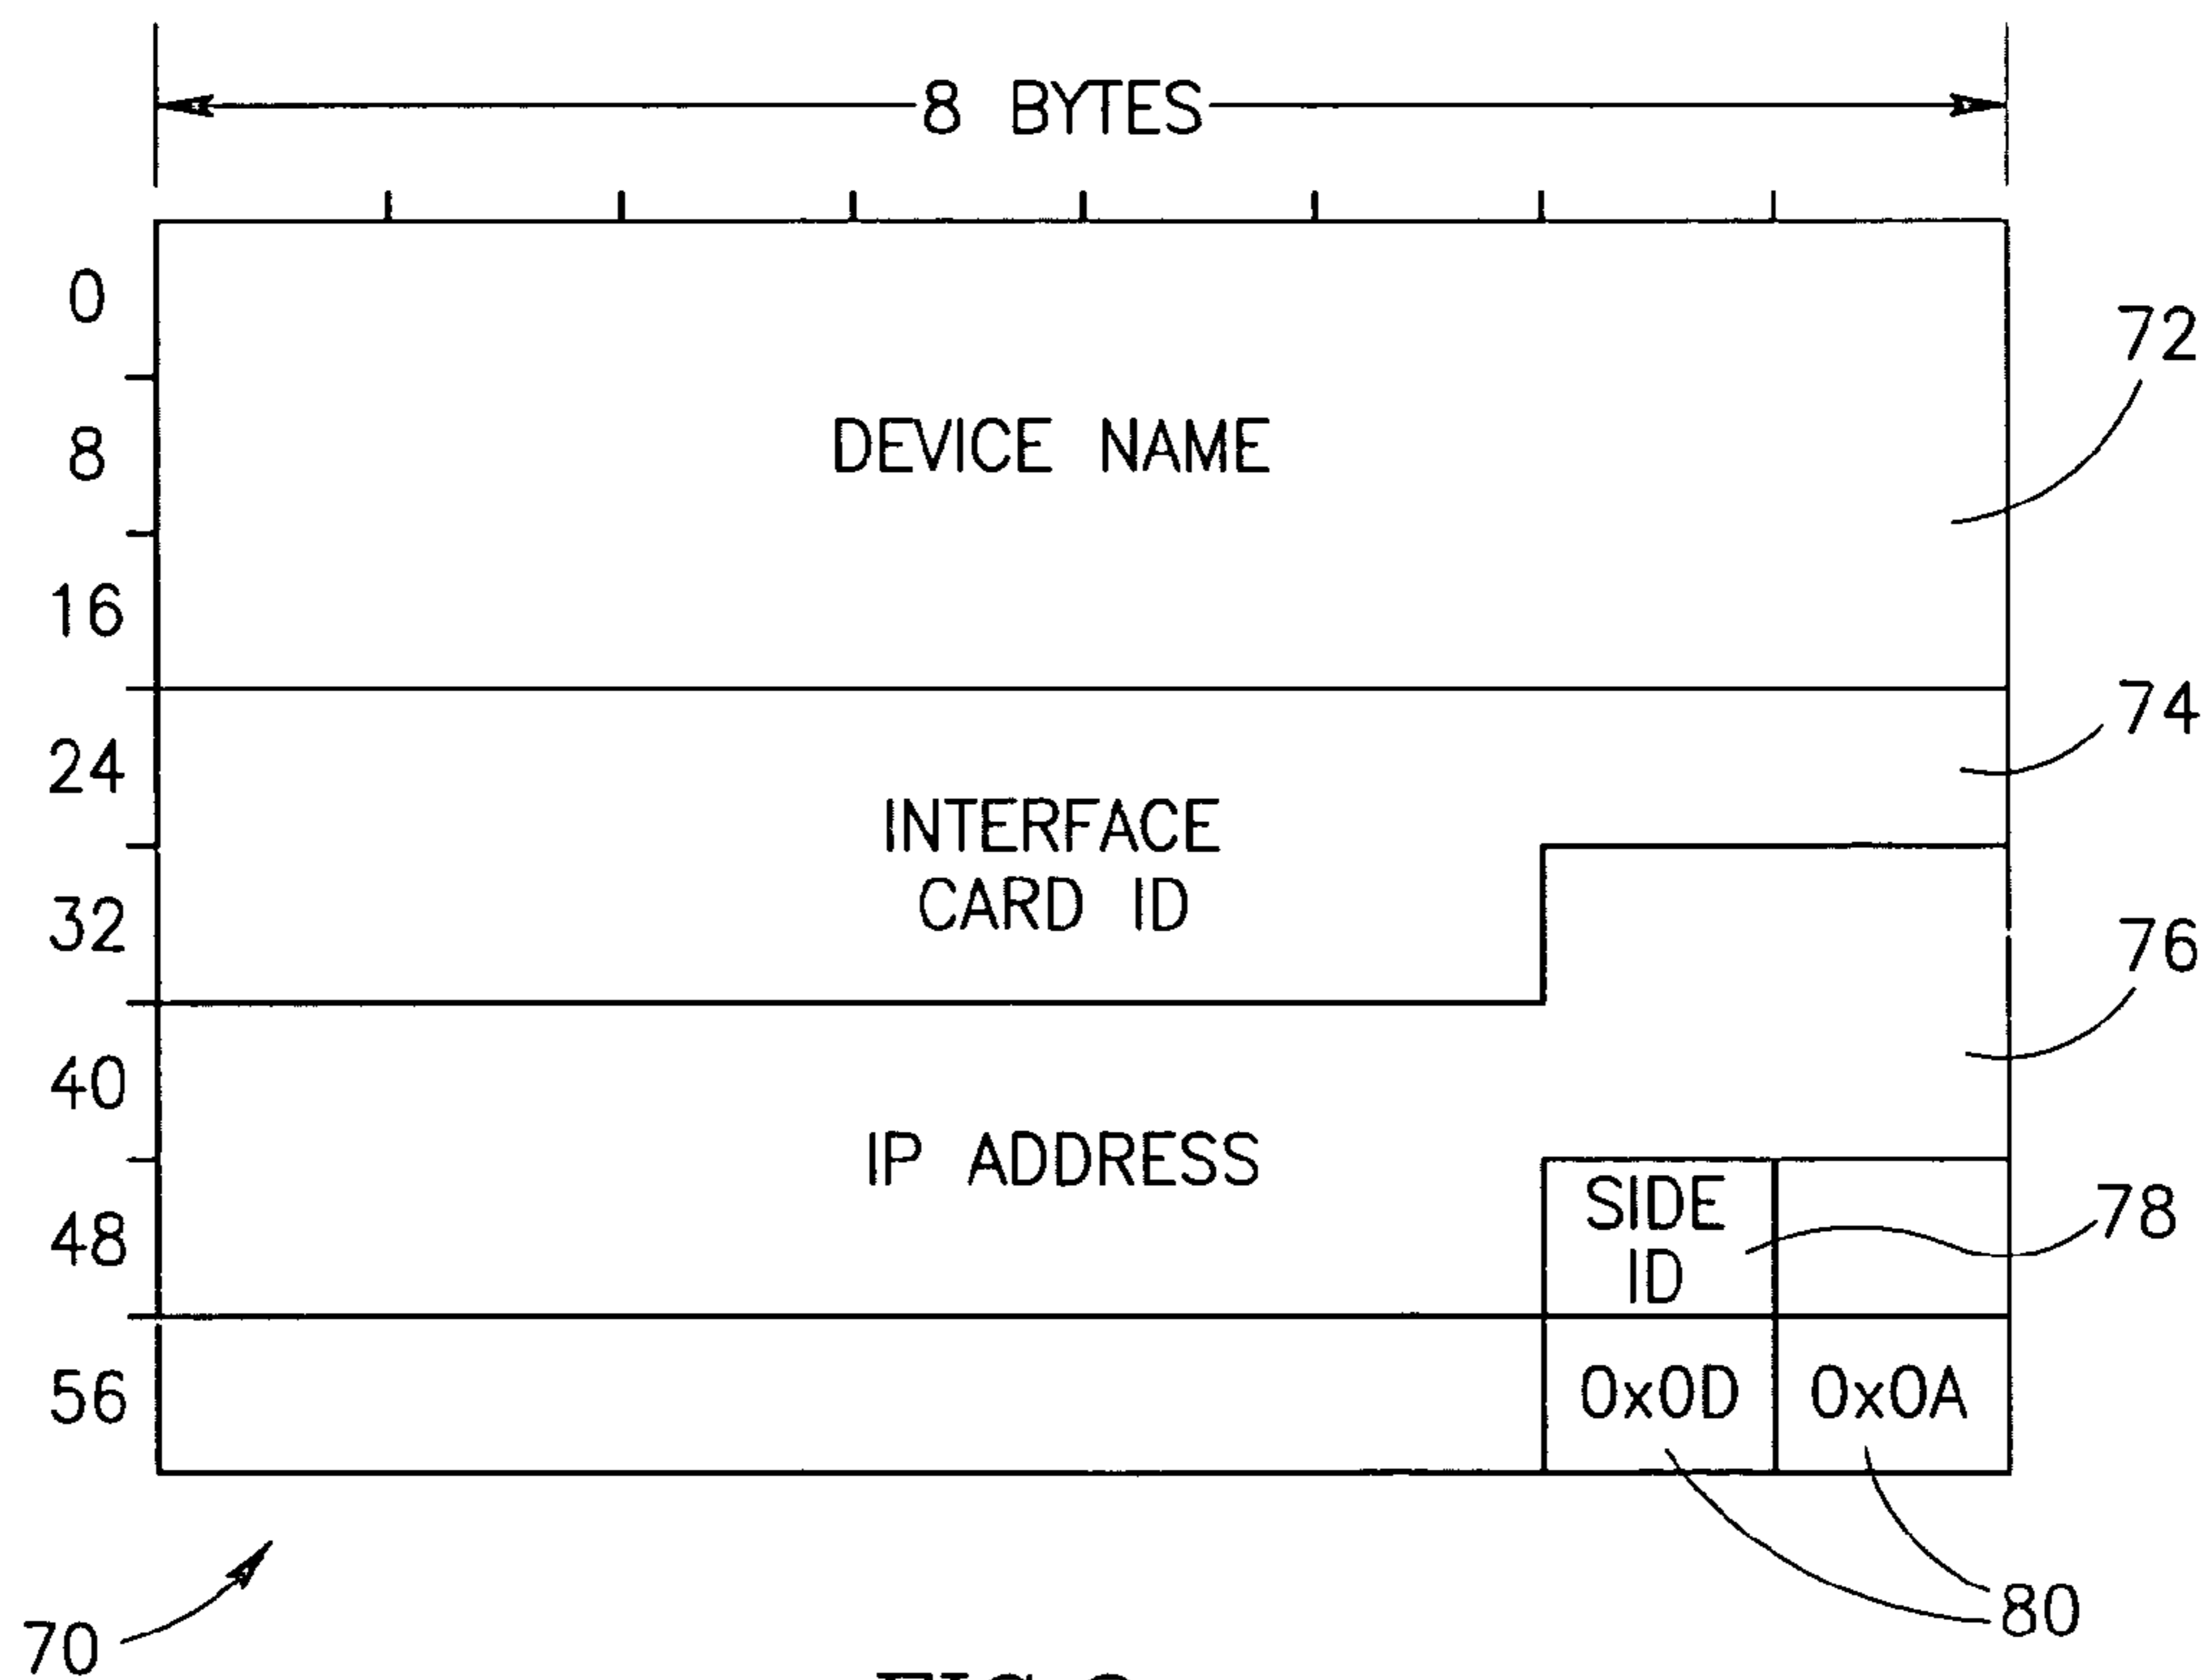 8 BYTES
0
72
8
DEVICE NAME
16
74
24
INTERFACE
CARD ID
32
76
40
IP ADDRESS
SIDE
ID
78
48
56
0x0D
0x0A
80
70